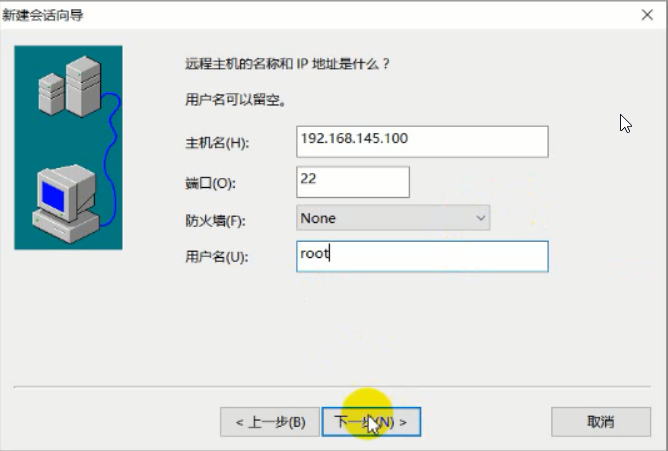 新建会话向导
远程主机的名称和 IP 地址是什么？
用户名可以留空。
主机名(H): 192.168.145.100
端口(O): 22
防火墙(F): None
用户名(U): root
< 上一步(B) 下一步(N) > 取消